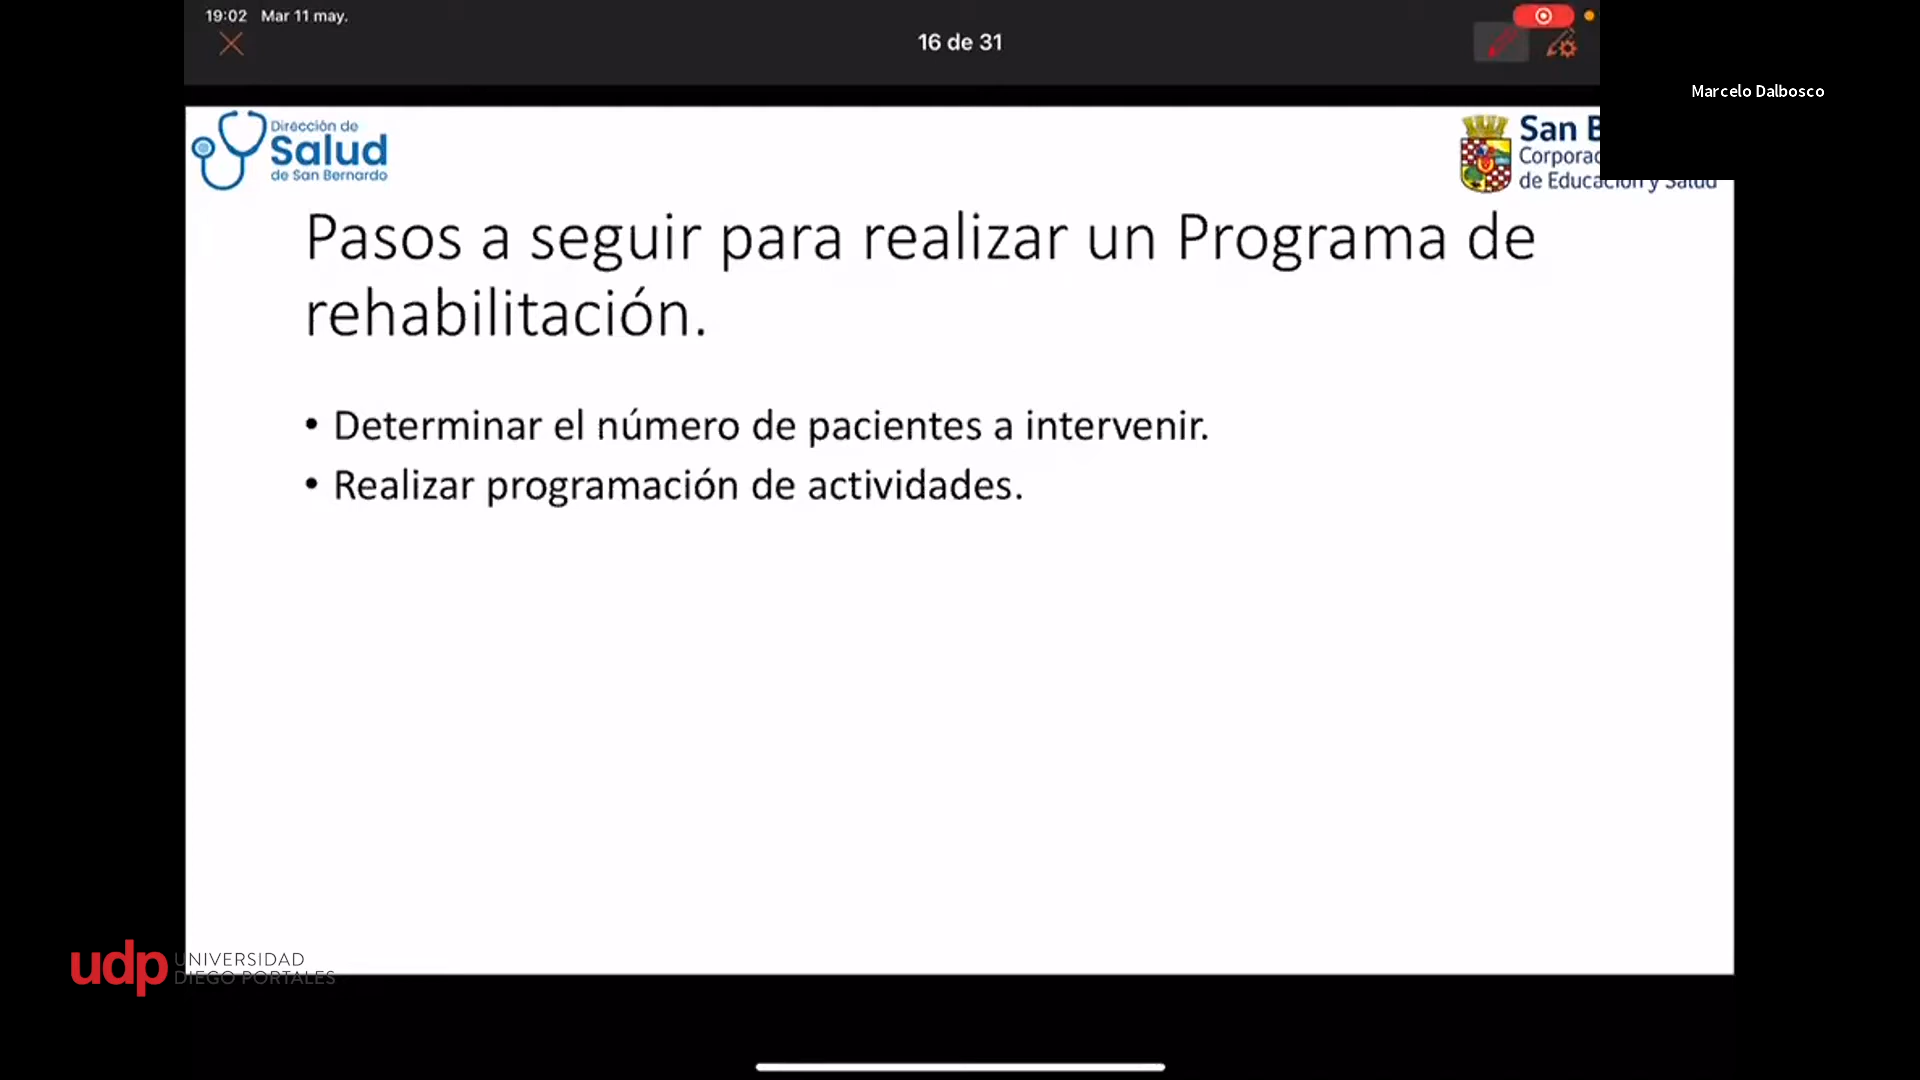 19:02 Mar 11 may.
16 de 31
Marcelo Dalbosco
Dirección de
Salud
de San Bernardo
San B
Corporac
de Educación y Salud
Pasos a seguir para realizar un Programa de
rehabilitación.
• Determinar el número de pacientes a intervenir.
• Realizar programación de actividades.
udp UNIVERSIDAD
DIEGO PORTALES